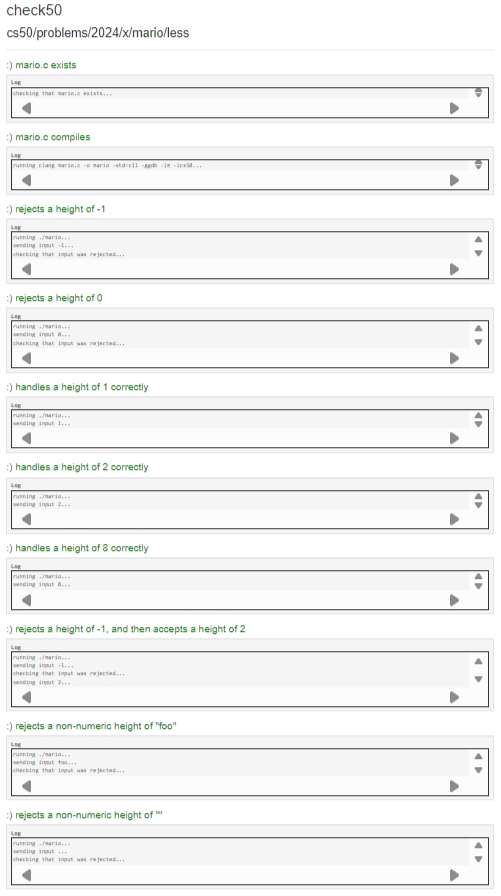 check50
cs50/problems/2024/x/mario/less
:) mario.c exists
Log
checking that mario.c exists...
:) mario.c compiles
Log
running clang mario.c -o mario -std=c11 -ggdb -lm -lcs50...
:) rejects a height of -1
Log
running ./mario...
sending input -1...
checking that input was rejected...
:) rejects a height of 0
Log
running ./mario...
sending input 0...
checking that input was rejected...
:) handles a height of 1 correctly
Log
running ./mario...
sending input 1...
:) handles a height of 2 correctly
Log
running ./mario...
sending input 2...
:) handles a height of 8 correctly
Log
running ./mario...
sending input 8...
:) rejects a height of -1, and then accepts a height of 2
Log
running ./mario...
sending input -1...
checking that input was rejected...
sending input 2...
:) rejects a non-numeric height of "foo"
Log
running ./mario...
sending input foo...
checking that input was rejected...
:) rejects a non-numeric height of ""
Log
running ./mario...
sending input ...
checking that input was rejected...